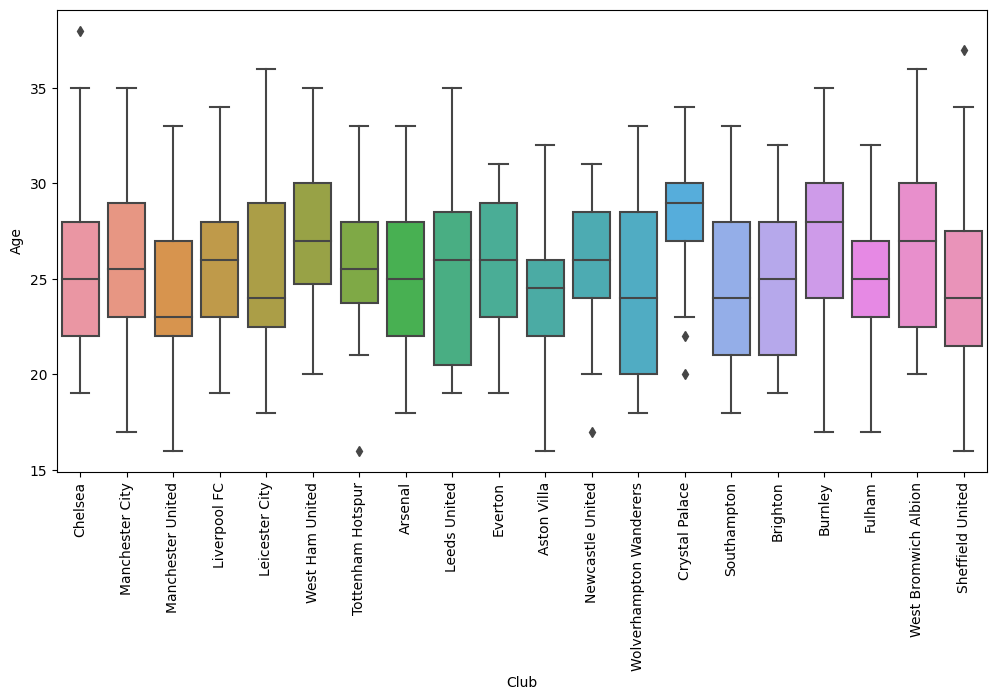 Age
35
30
25
20
15
Chelsea
Manchester City
Manchester United
Liverpool FC
Leicester City
West Ham United
Tottenham Hotspur
Arsenal
Leeds United
Everton
Aston Villa
Newcastle United
Wolverhampton Wanderers
Crystal Palace
Southampton
Brighton
Burnley
Fulham
West Bromwich Albion
Sheffield United
Club